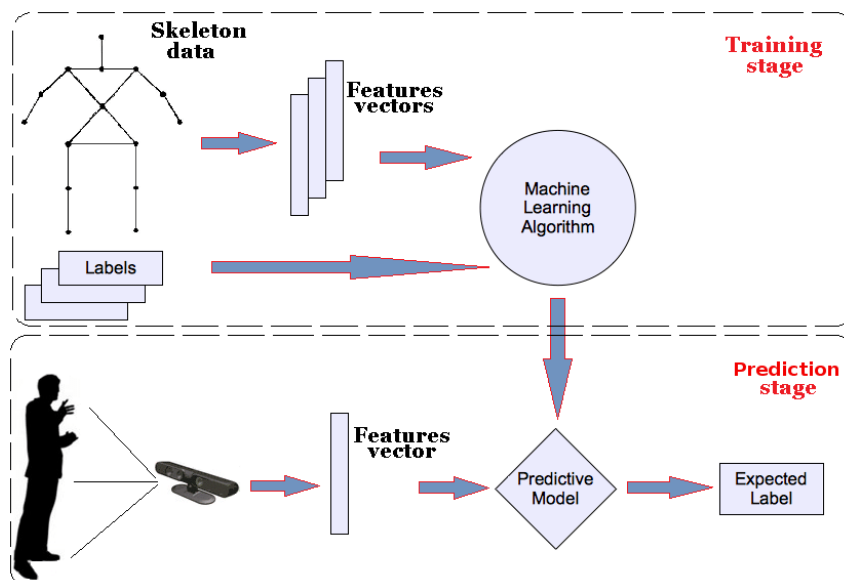 Skeleton
data
Training
stage
Features
vectors
Machine
Learning
Algorithm
Labels
Prediction
stage
Features
vector
Predictive
Model
Expected
Label